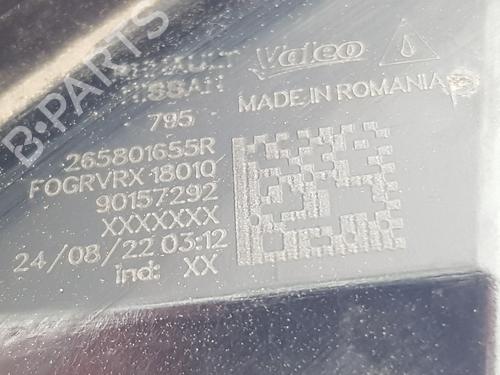 RENAULT
NISSAN
Valeo
MADE IN ROMANIA
795
265801655R
FOGRVRX 1801Q
90157292
XXXXXXX
24/08/22 03:12
ind: XX
B-PARTS